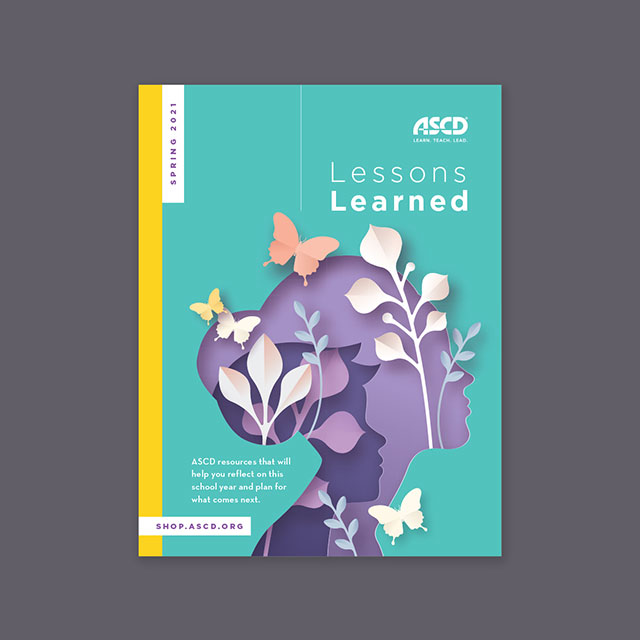 SPRING 2021
ASCD®
LEARN. TEACH. LEAD.
Lessons
Learned
ASCD resources that will
help you reflect on this
school year and plan for
what comes next.
SHOP.ASCD.ORG